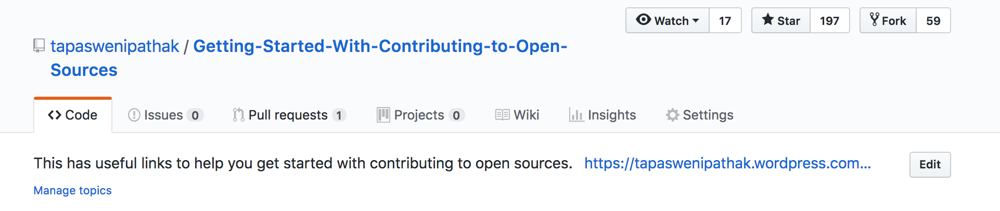 Watch 17 Star 197 Fork 59
tapaswenipathak / Getting-Started-With-Contributing-to-Open-
Sources
Code Issues 0 Pull requests 1 Projects 0 Wiki Insights Settings
This has useful links to help you get started with contributing to open sources. https://tapaswenipathak.wordpress.com... Edit
Manage topics